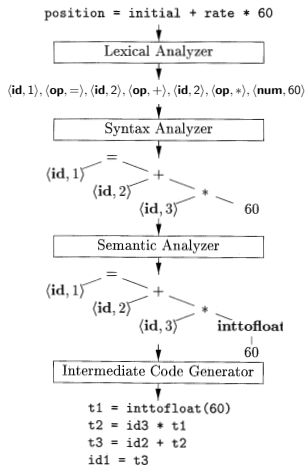 position = initial + rate * 60
Lexical Analyzer
⟨id, 1⟩, ⟨op, =⟩, ⟨id, 2⟩, ⟨op, +⟩, ⟨id, 2⟩, ⟨op, *⟩, ⟨num, 60⟩
Syntax Analyzer
=
⟨id, 1⟩ +
⟨id, 2⟩ *
⟨id, 3⟩ 60
Semantic Analyzer
=
⟨id, 1⟩ +
⟨id, 2⟩ *
⟨id, 3⟩ inttofloat
60
Intermediate Code Generator
t1 = inttofloat(60)
t2 = id3 * t1
t3 = id2 + t2
id1 = t3